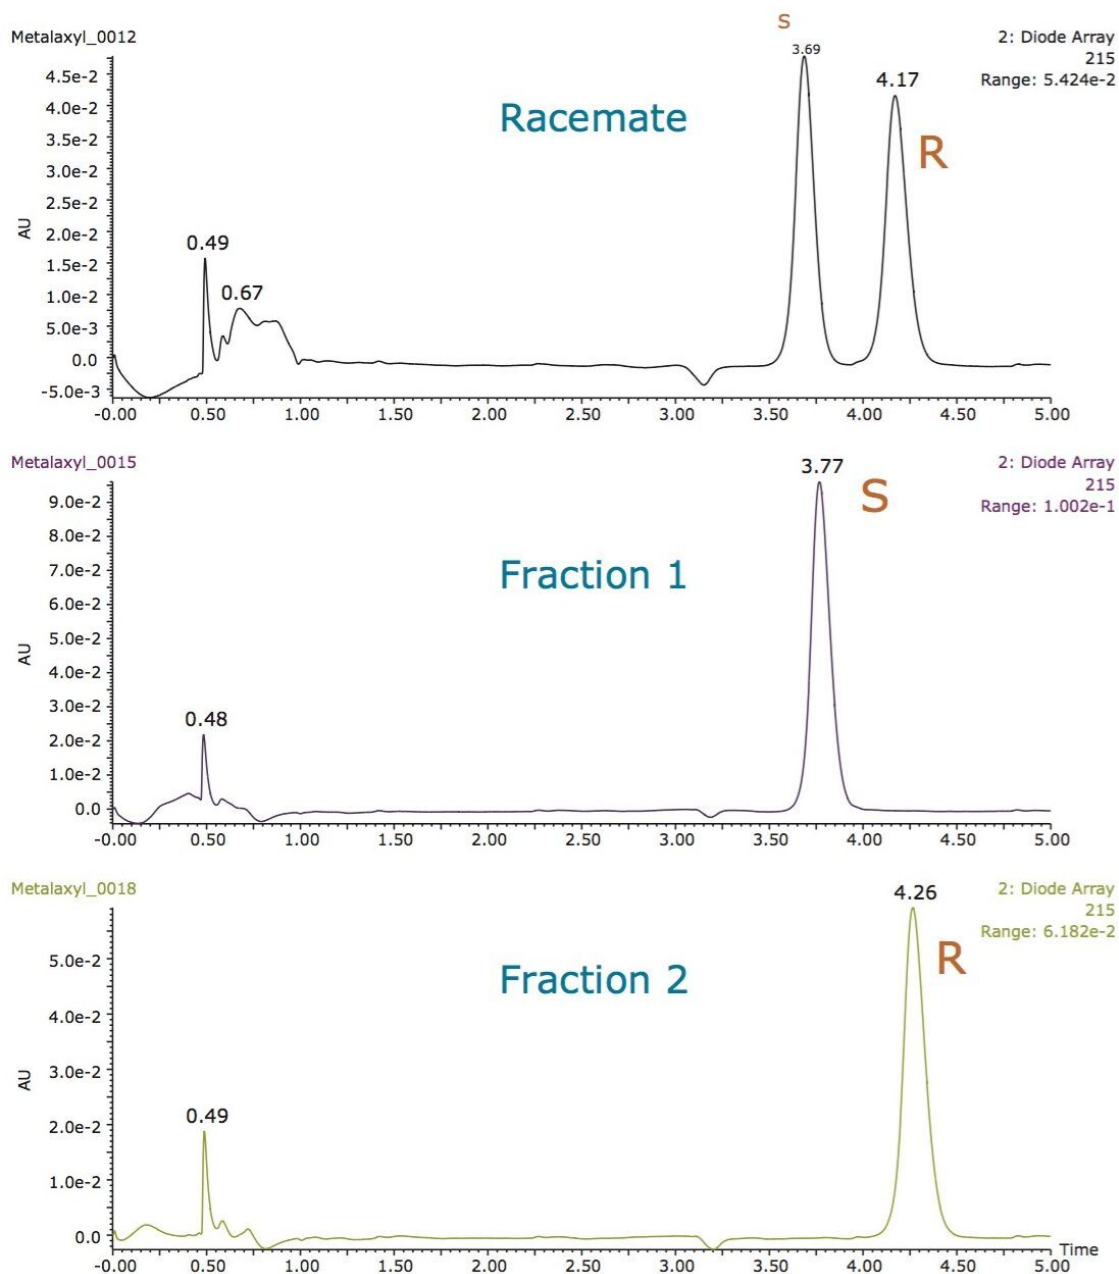 Metalaxyl_0012
S
2: Diode Array
215
Range: 5.424e-2
3.69
4.17
Racemate
R
AU
4.5e-2
4.0e-2
3.5e-2
3.0e-2
2.5e-2
2.0e-2
1.5e-2
1.0e-2
5.0e-3
0.0
-5.0e-3
0.49
0.67
-0.00 0.50 1.00 1.50 2.00 2.50 3.00 3.50 4.00 4.50 5.00
Metalaxyl_0015
2: Diode Array
215
Range: 1.002e-1
3.77
S
Fraction 1
AU
9.0e-2
8.0e-2
7.0e-2
6.0e-2
5.0e-2
4.0e-2
3.0e-2
2.0e-2
1.0e-2
0.0
0.48
-0.00 0.50 1.00 1.50 2.00 2.50 3.00 3.50 4.00 4.50 5.00
Metalaxyl_0018
2: Diode Array
215
Range: 6.182e-2
4.26
R
Fraction 2
AU
5.0e-2
4.0e-2
3.0e-2
2.0e-2
1.0e-2
0.0
0.49
Time
-0.00 0.50 1.00 1.50 2.00 2.50 3.00 3.50 4.00 4.50 5.00